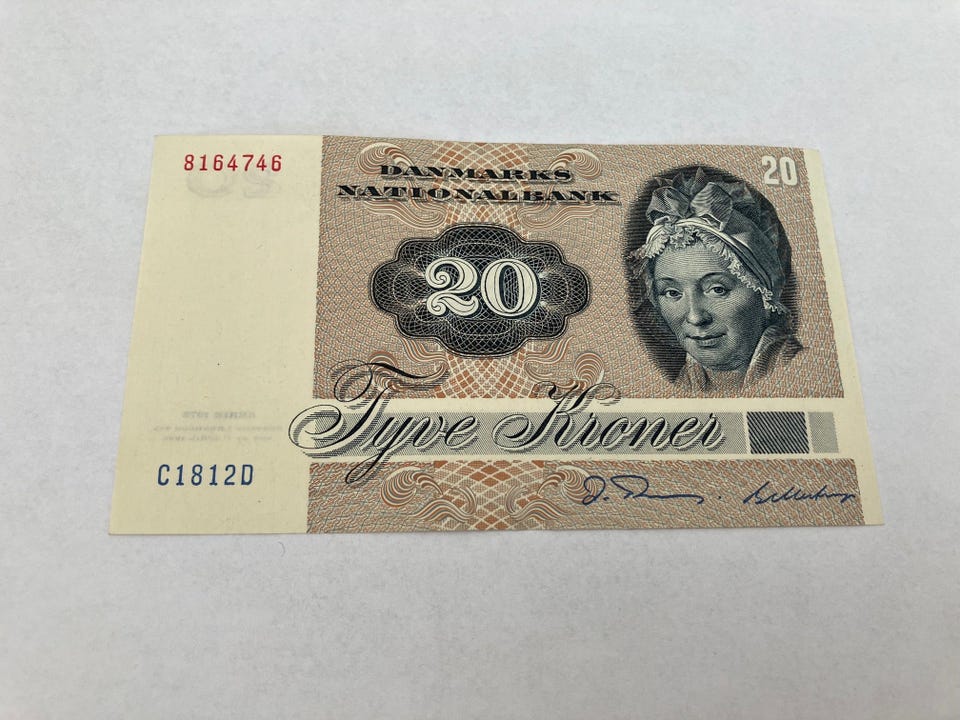 8164746
DANMARKS
NATIONALBANK
20
20
Tyve Kroner
C1812D